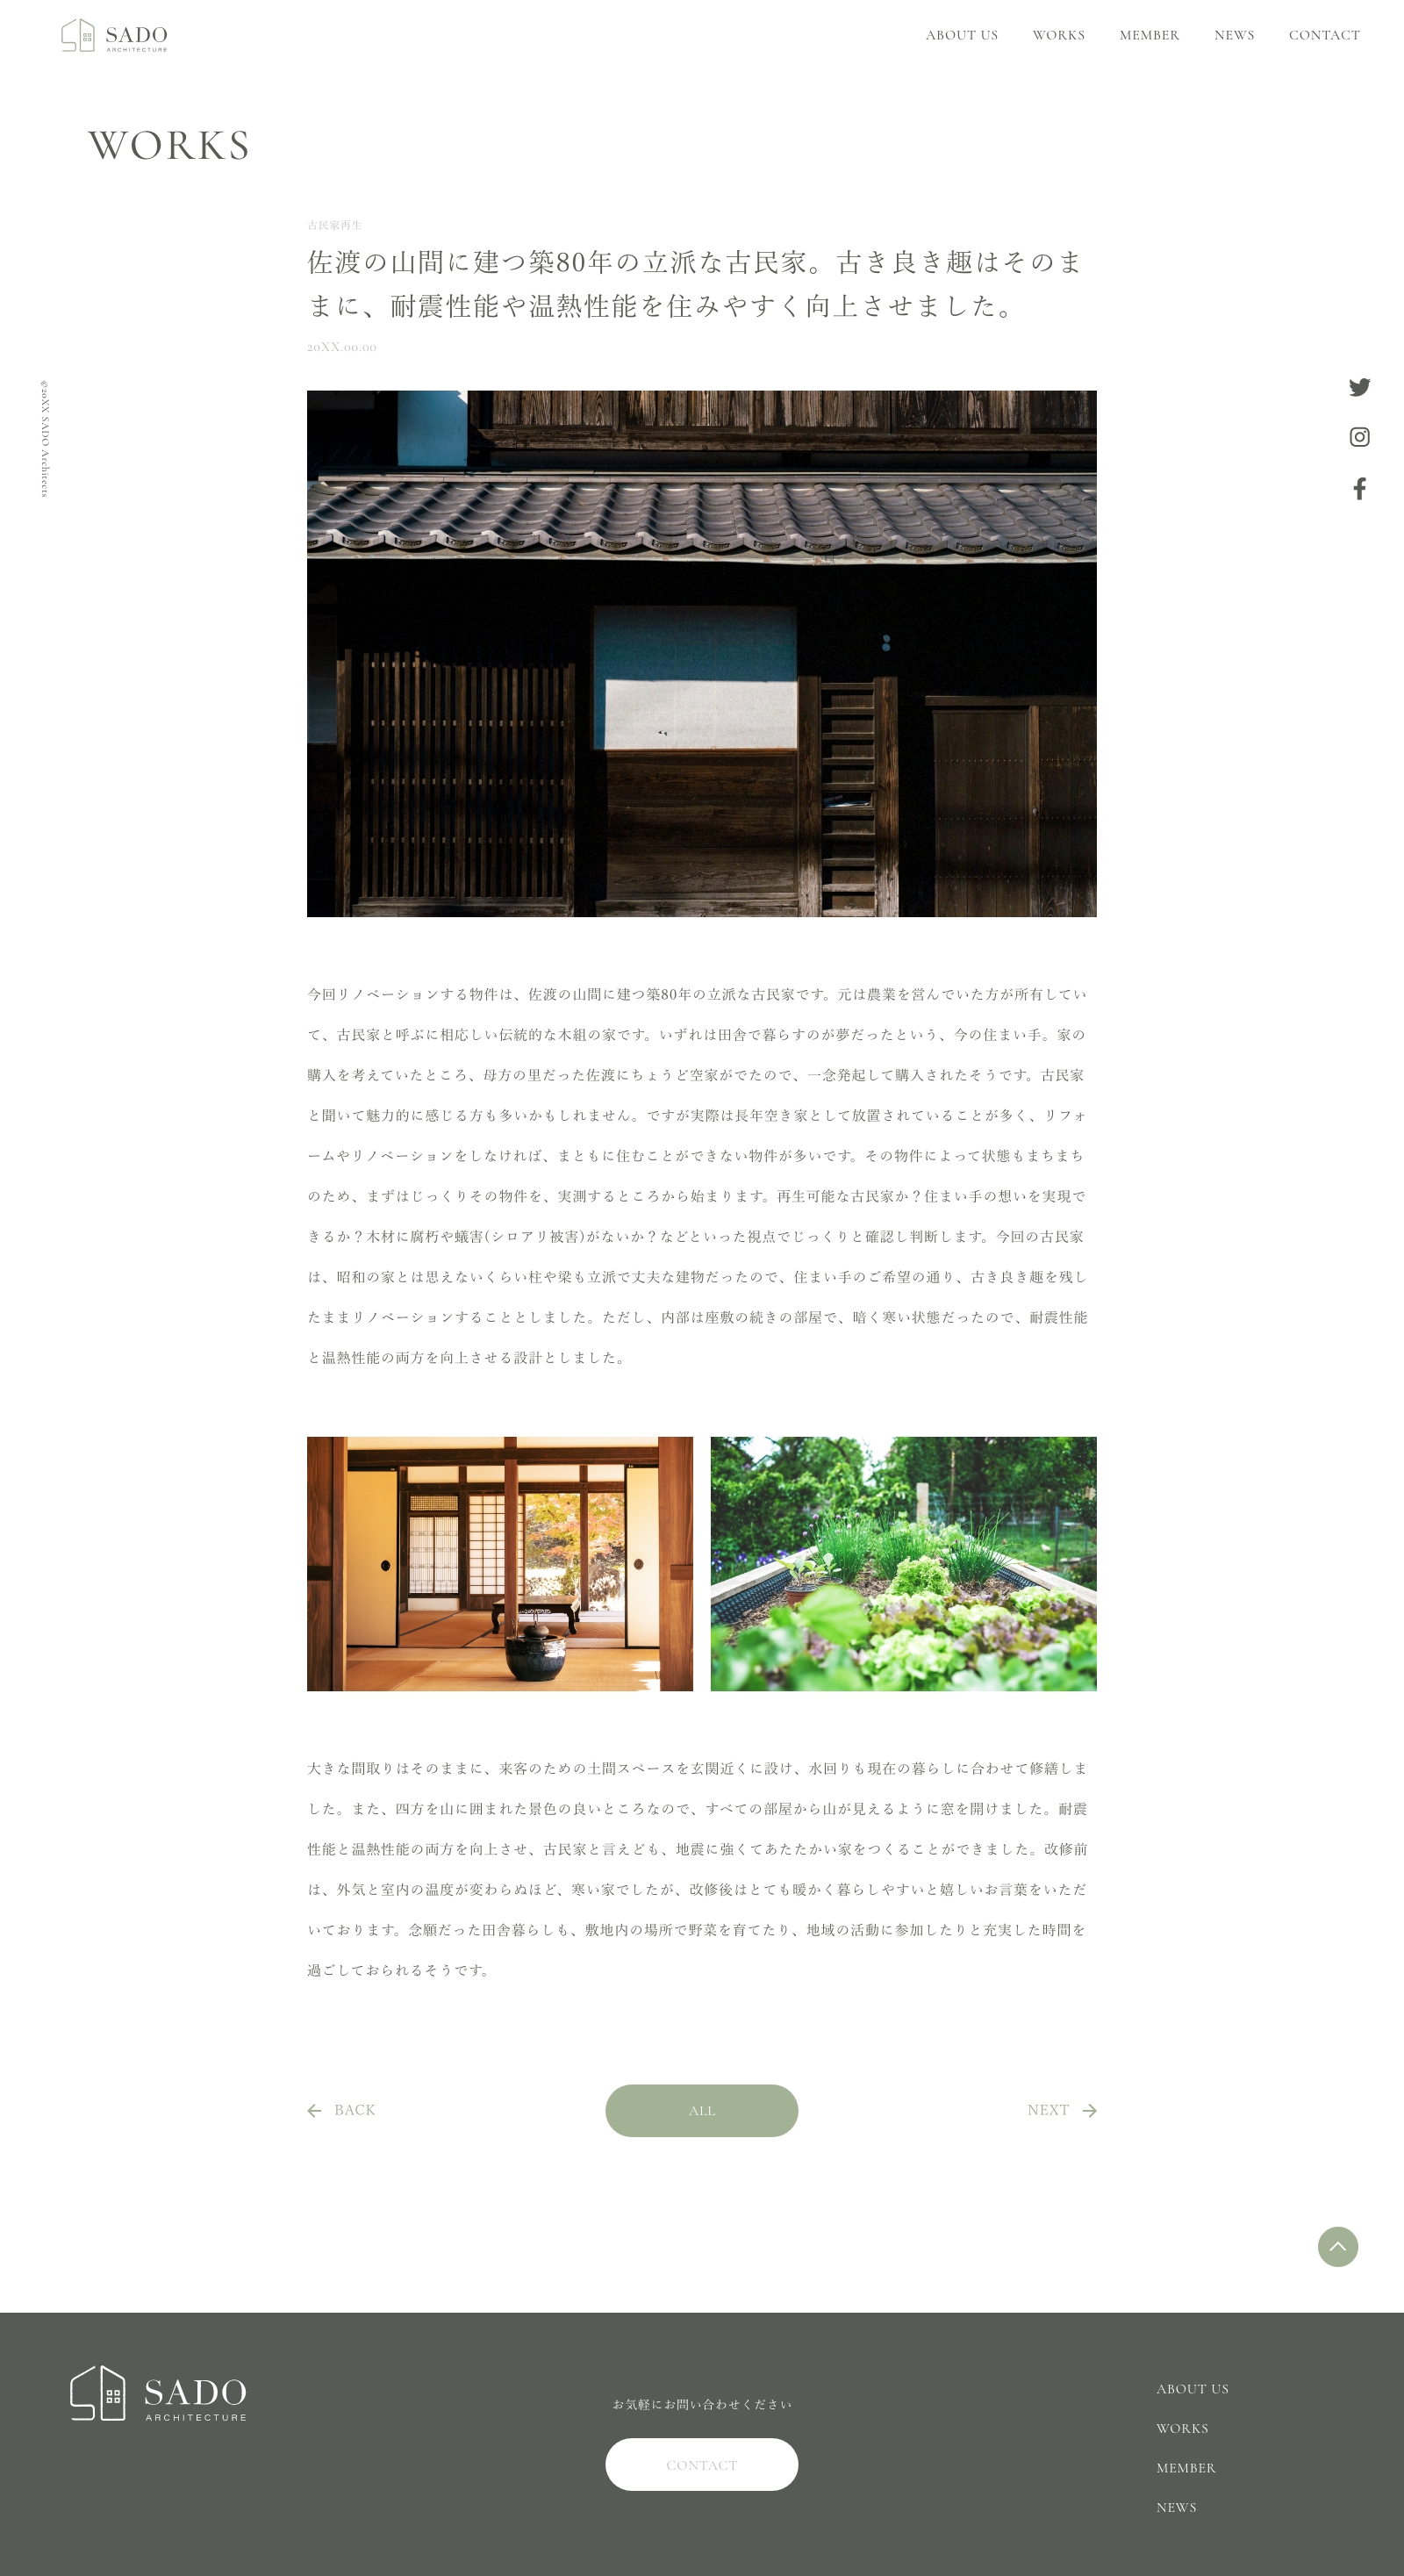 SADO
ARCHITECTURE
ABOUT US
WORKS
MEMBER
NEWS
CONTACT
WORKS
古民家再生
佐渡の山間に建つ築80年の立派な古民家。古き良き趣はそのま
まに、耐震性能や温熱性能を住みやすく向上させました。
20XX.00.00
©20XX SADO Architects
今回リノベーションする物件は、佐渡の山間に建つ築80年の立派な古民家です。元は農業を営んでいた方が所有してい
て、古民家と呼ぶに相応しい伝統的な木組の家です。いずれは田舎で暮らすのが夢だったという、今の住まい手。家の
購入を考えていたところ、母方の里だった佐渡にちょうど空家がでたので、一念発起して購入されたそうです。古民家
と聞いて魅力的に感じる方も多いかもしれません。ですが実際は長年空き家として放置されていることが多く、リフォ
ームやリノベーションをしなければ、まともに住むことができない物件が多いです。その物件によって状態もまちまち
のため、まずはじっくりその物件を、実測するところから始まります。再生可能な古民家か？住まい手の想いを実現で
きるか？木材に腐朽や蟻害(シロアリ被害)がないか？などといった視点でじっくりと確認し判断します。今回の古民家
は、昭和の家とは思えないくらい柱や梁も立派で丈夫な建物だったので、住まい手のご希望の通り、古き良き趣を残し
たままリノベーションすることとしました。ただし、内部は座敷の続きの部屋で、暗く寒い状態だったので、耐震性能
と温熱性能の両方を向上させる設計としました。
大きな間取りはそのままに、来客のための土間スペースを玄関近くに設け、水回りも現在の暮らしに合わせて修繕しま
した。また、四方を山に囲まれた景色の良いところなので、すべての部屋から山が見えるように窓を開けました。耐震
性能と温熱性能の両方を向上させ、古民家と言えども、地震に強くてあたたかい家をつくることができました。改修前
は、外気と室内の温度が変わらぬほど、寒い家でしたが、改修後はとても暖かく暮らしやすいと嬉しいお言葉をいただ
いております。念願だった田舎暮らしも、敷地内の場所で野菜を育てたり、地域の活動に参加したりと充実した時間を
過ごしておられるそうです。
BACK
ALL
NEXT
SADO
ARCHITECTURE
お気軽にお問い合わせください
CONTACT
ABOUT US
WORKS
MEMBER
NEWS